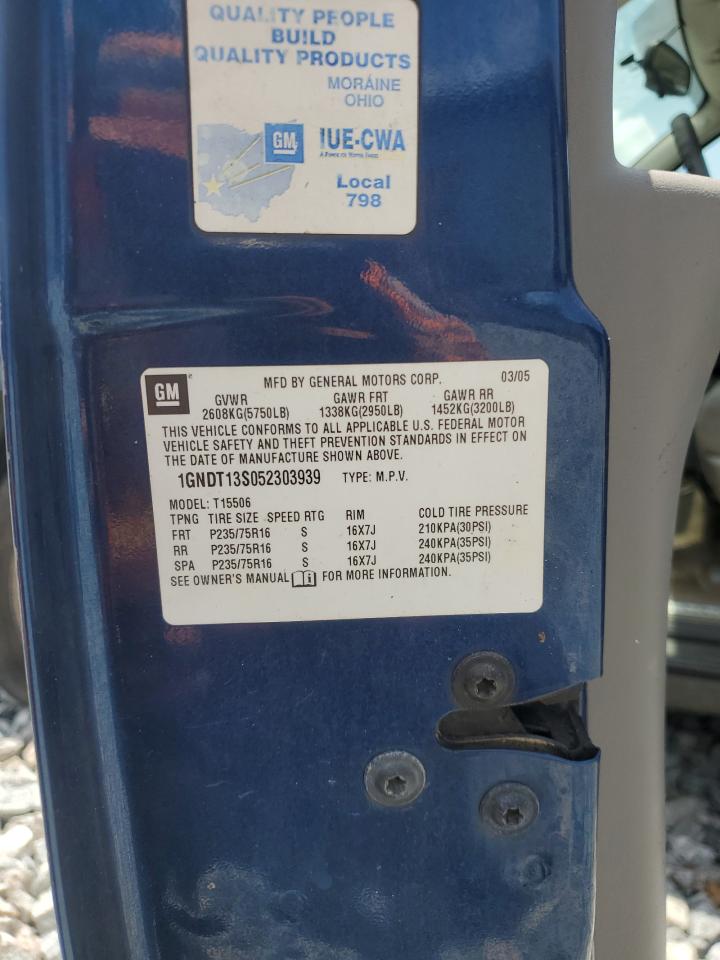 QUALITY PEOPLE
BUILD
QUALITY PRODUCTS
MORAINE
OHIO
GM IUE-CWA
Local
798
GM
MFD BY GENERAL MOTORS CORP. 03/05
GVWR GAWR FRT GAWR RR
2608KG(5750LB) 1338KG(2950LB) 1452KG(3200LB)
THIS VEHICLE CONFORMS TO ALL APPLICABLE U.S. FEDERAL MOTOR
VEHICLE SAFETY AND THEFT PREVENTION STANDARDS IN EFFECT ON
THE DATE OF MANUFACTURE SHOWN ABOVE.
1GNDT13S052303939 TYPE: M.P.V.
MODEL: T15506
TPNG TIRE SIZE SPEED RTG RIM COLD TIRE PRESSURE
FRT P235/75R16 S 16X7J 210KPA(30PSI)
RR P235/75R16 S 16X7J 240KPA(35PSI)
SPA P235/75R16 S 16X7J 240KPA(35PSI)
SEE OWNER'S MANUAL FOR MORE INFORMATION.